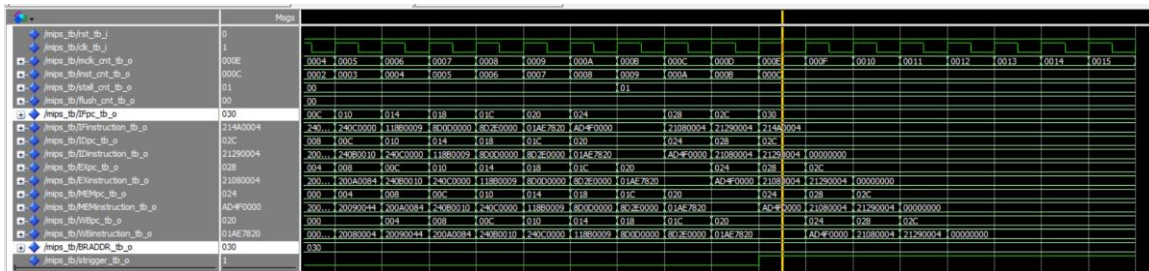 Msgs
/mips_tb/rst_tb_i 0
/mips_tb/clk_tb_i 1
/mips_tb/mclk_cnt_tb_o 000E 0004 0005 0006 0007 0008 0009 000A 000B 000C 000D 000E 000F 0010 0011 0012 0013 0014 0015
/mips_tb/inst_cnt_tb_o 000C 0002 0003 0004 0005 0006 0007 0008 0009 000A 000B 000C
/mips_tb/stall_cnt_tb_o 01 00 01
/mips_tb/flush_cnt_tb_o 00 00
/mips_tb/IFpc_tb_o 030 00C 010 014 018 01C 020 024 028 02C 030
/mips_tb/IFinstruction_tb_o 214A0004 240... 240C0000 118B0009 8D0D0000 8D2E0000 01AE7820 AD4F0000 21080004 21290004 214A0004
/mips_tb/IDpc_tb_o 02C 008 00C 010 014 018 01C 020 024 028 02C
/mips_tb/IDinstruction_tb_o 21290004 200... 240B0010 240C0000 118B0009 8D0D0000 8D2E0000 01AE7820 AD4F0000 21080004 21290004 00000000
/mips_tb/EXpc_tb_o 028 004 008 00C 010 014 018 01C 020 024 028 02C
/mips_tb/EXinstruction_tb_o 21080004 200... 200A0084 240B0010 240C0000 118B0009 8D0D0000 8D2E0000 01AE7820 AD4F0000 21080004 21290004 00000000
/mips_tb/MEMpc_tb_o 024 000 004 008 00C 010 014 018 01C 020 024 028 02C
/mips_tb/MEMinstruction_tb_o AD4F0000 200... 20090044 200A0084 240B0010 240C0000 118B0009 8D0D0000 8D2E0000 01AE7820 AD4F0000 21080004 21290004 00000000
/mips_tb/WBpc_tb_o 020 000 004 008 00C 010 014 018 01C 020 024 028 02C
/mips_tb/WBinstruction_tb_o 01AE7820 000... 20080004 20090044 200A0084 240B0010 240C0000 118B0009 8D0D0000 8D2E0000 01AE7820 AD4F0000 21080004 21290004 00000000
/mips_tb/BRADDR_tb_o 030 030
/mips_tb/strigger_tb_o 1